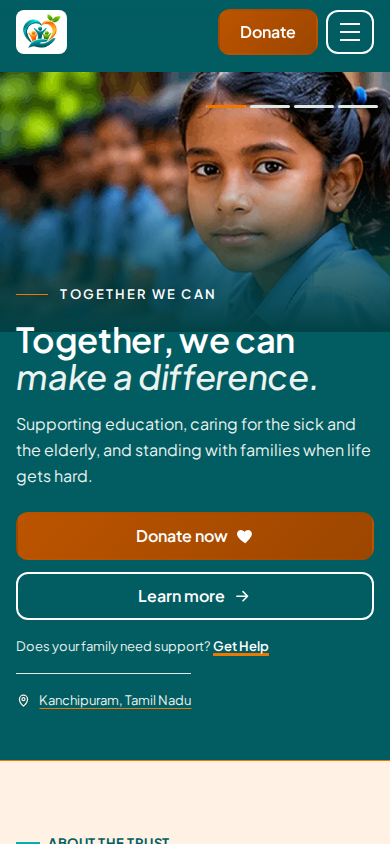 Donate
TOGETHER WE CAN
Together, we can
make a difference.
Supporting education, caring for the sick and
the elderly, and standing with families when life
gets hard.
Donate now
Learn more →
Does your family need support? Get Help
Kanchipuram, Tamil Nadu
ABOUT THE TRUST